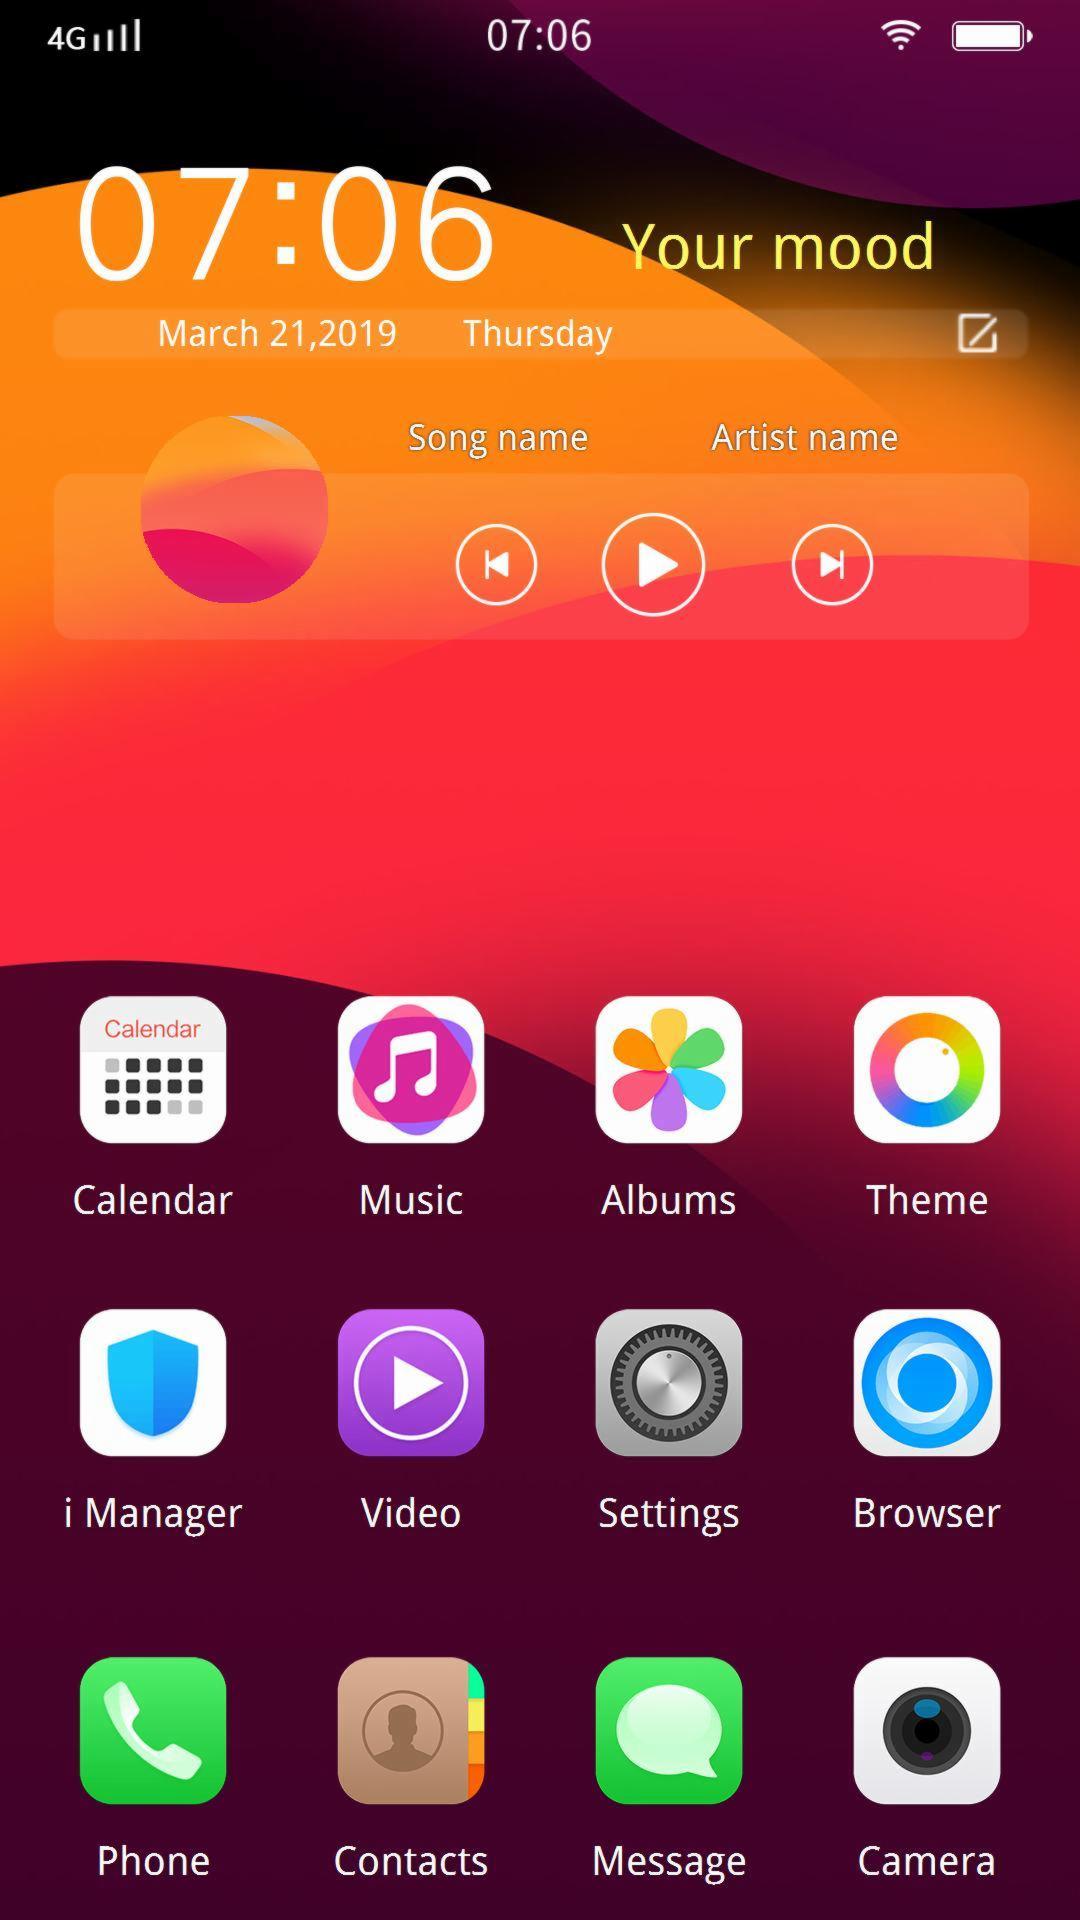 4G 07:06
07:06
Your mood
March 21,2019 Thursday
Song name Artist name
Calendar
Calendar Music Albums Theme
i Manager Video Settings Browser
Phone Contacts Message Camera